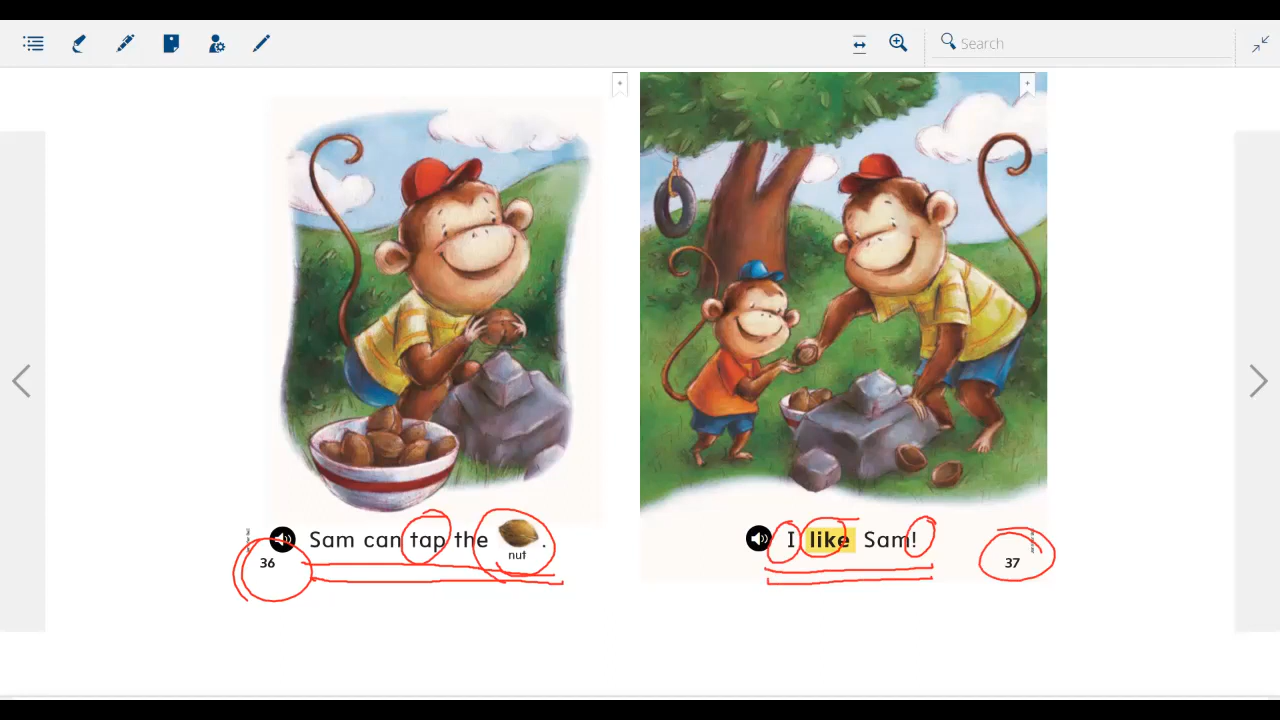 Search
Sam can tap the .
nut
36
I like Sam!
37